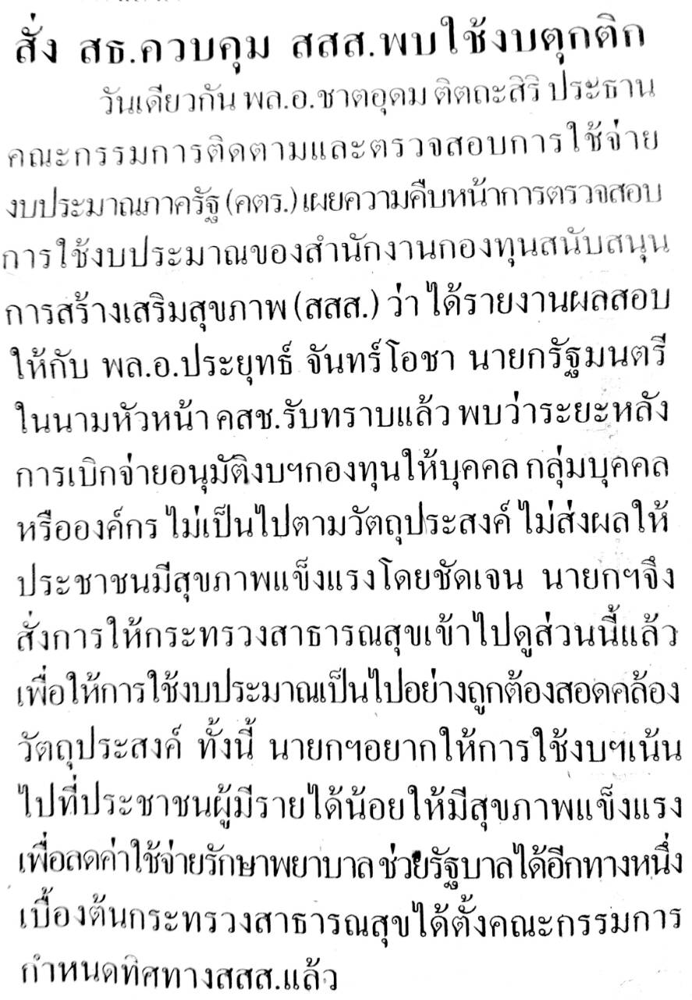 สั่ง สธ.ควบคุม สสส.พบใช้งบตุกติก
วันเดียวกัน พล.อ.ชาตอุดม ติตถะสิริ ประธาน
คณะกรรมการติดตามและตรวจสอบการใช้จ่าย
งบประมาณภาครัฐ (คตร.) เผยความคืบหน้าการตรวจสอบ
การใช้งบประมาณของสำนักงานกองทุนสนับสนุน
การสร้างเสริมสุขภาพ (สสส.) ว่า ได้รายงานผลสอบ
ให้กับ พล.อ.ประยุทธ์ จันทร์โอชา นายกรัฐมนตรี
ในนามหัวหน้า คสช.รับทราบแล้ว พบว่าระยะหลัง
การเบิกจ่ายอนุมัติงบฯกองทุนให้บุคคล กลุ่มบุคคล
หรือองค์กร ไม่เป็นไปตามวัตถุประสงค์ ไม่ส่งผลให้
ประชาชนมีสุขภาพแข็งแรงโดยชัดเจน นายกฯจึง
สั่งการให้กระทรวงสาธารณสุขเข้าไปดูส่วนนี้แล้ว
เพื่อให้การใช้งบประมาณเป็นไปอย่างถูกต้องสอดคล้อง
วัตถุประสงค์ ทั้งนี้ นายกฯอยากให้การใช้งบฯเน้น
ไปที่ประชาชนผู้มีรายได้น้อยให้มีสุขภาพแข็งแรง
เพื่อลดค่าใช้จ่ายรักษาพยาบาล ช่วยรัฐบาลได้อีกทางหนึ่ง
เบื้องต้นกระทรวงสาธารณสุขได้ตั้งคณะกรรมการ
กำหนดทิศทางสสส.แล้ว